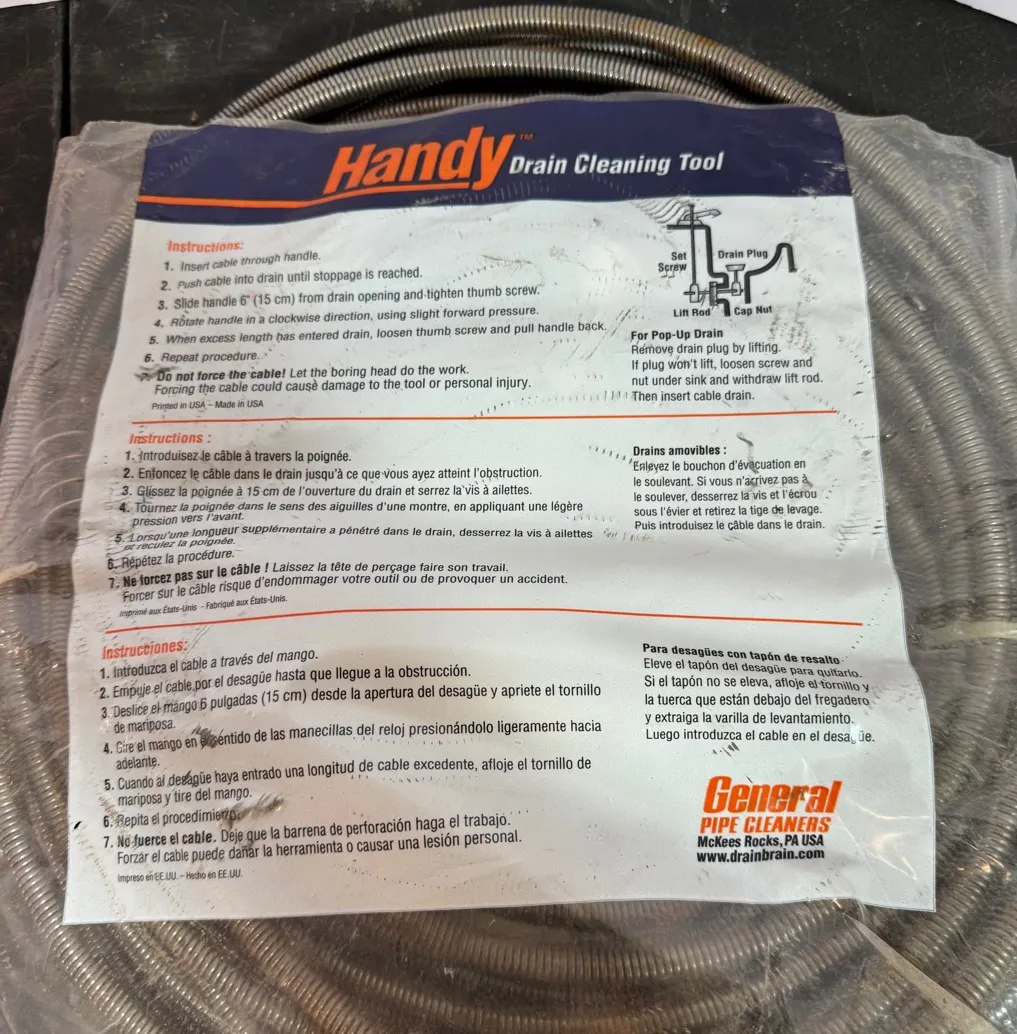 Handy™ Drain Cleaning Tool
Instructions:
1. Insert cable through handle.
2. Push cable into drain until stoppage is reached.
3. Slide handle 6" (15 cm) from drain opening and tighten thumb screw.
4. Rotate handle in a clockwise direction, using slight forward pressure.
5. When excess length has entered drain, loosen thumb screw and pull handle back.
6. Repeat procedure.
7. Do not force the cable! Let the boring head do the work.
Forcing the cable could cause damage to the tool or personal injury.
Printed in USA – Made in USA
Set
Screw
Drain Plug
Lift Rod
Cap Nut
For Pop-Up Drain
Remove drain plug by lifting.
If plug won't lift, loosen screw and
nut under sink and withdraw lift rod.
Then insert cable drain.
Instructions :
1. Introduisez le câble à travers la poignée.
2. Enfoncez le câble dans le drain jusqu'à ce que vous ayez atteint l'obstruction.
3. Glissez la poignée à 15 cm de l'ouverture du drain et serrez la vis à ailettes.
4. Tournez la poignée dans le sens des aiguilles d'une montre, en appliquant une légère
pression vers l'avant.
5. Lorsqu'une longueur supplémentaire a pénétré dans le drain, desserrez la vis à ailettes
et reculez la poignée.
6. Répétez la procédure.
7. Ne forcez pas sur le câble ! Laissez la tête de perçage faire son travail.
Forcer sur le câble risque d'endommager votre outil ou de provoquer un accident.
Imprimé aux États-Unis – Fabriqué aux États-Unis.
Drains amovibles :
Enleyez le bouchon d'évacuation en
le soulevant. Si vous n'arrivez pas à
le soulever, desserrez la vis et l'écrou
sous l'évier et retirez la tige de levage.
Puis introduisez le câble dans le drain.
Instrucciones:
1. Introduzca el cable a través del mango.
2. Empuje el cable por el desagüe hasta que llegue a la obstrucción.
3. Deslice el mango 6 pulgadas (15 cm) desde la apertura del desagüe y apriete el tornillo
de mariposa.
4. Gire el mango en sentido de las manecillas del reloj presionándolo ligeramente hacia
adelante.
5. Cuando al desagüe haya entrado una longitud de cable excedente, afloje el tornillo de
mariposa y tire del mango.
6. Repita el procedimiento.
7. No fuerce el cable. Deje que la barrena de perforación haga el trabajo.
Forzar el cable puede dañar la herramienta o causar una lesión personal.
Impreso en EE.UU. – Hecho en EE.UU.
Para desagües con tapón de resalto
Eleve el tapón del desagüe para quitarlo.
Si el tapón no se eleva, afloje el tornillo y
la tuerca que están debajo del fregadero
y extraiga la varilla de levantamiento.
Luego introduzca el cable en el desagüe.
General
PIPE CLEANERS
McKees Rocks, PA USA
www.drainbrain.com